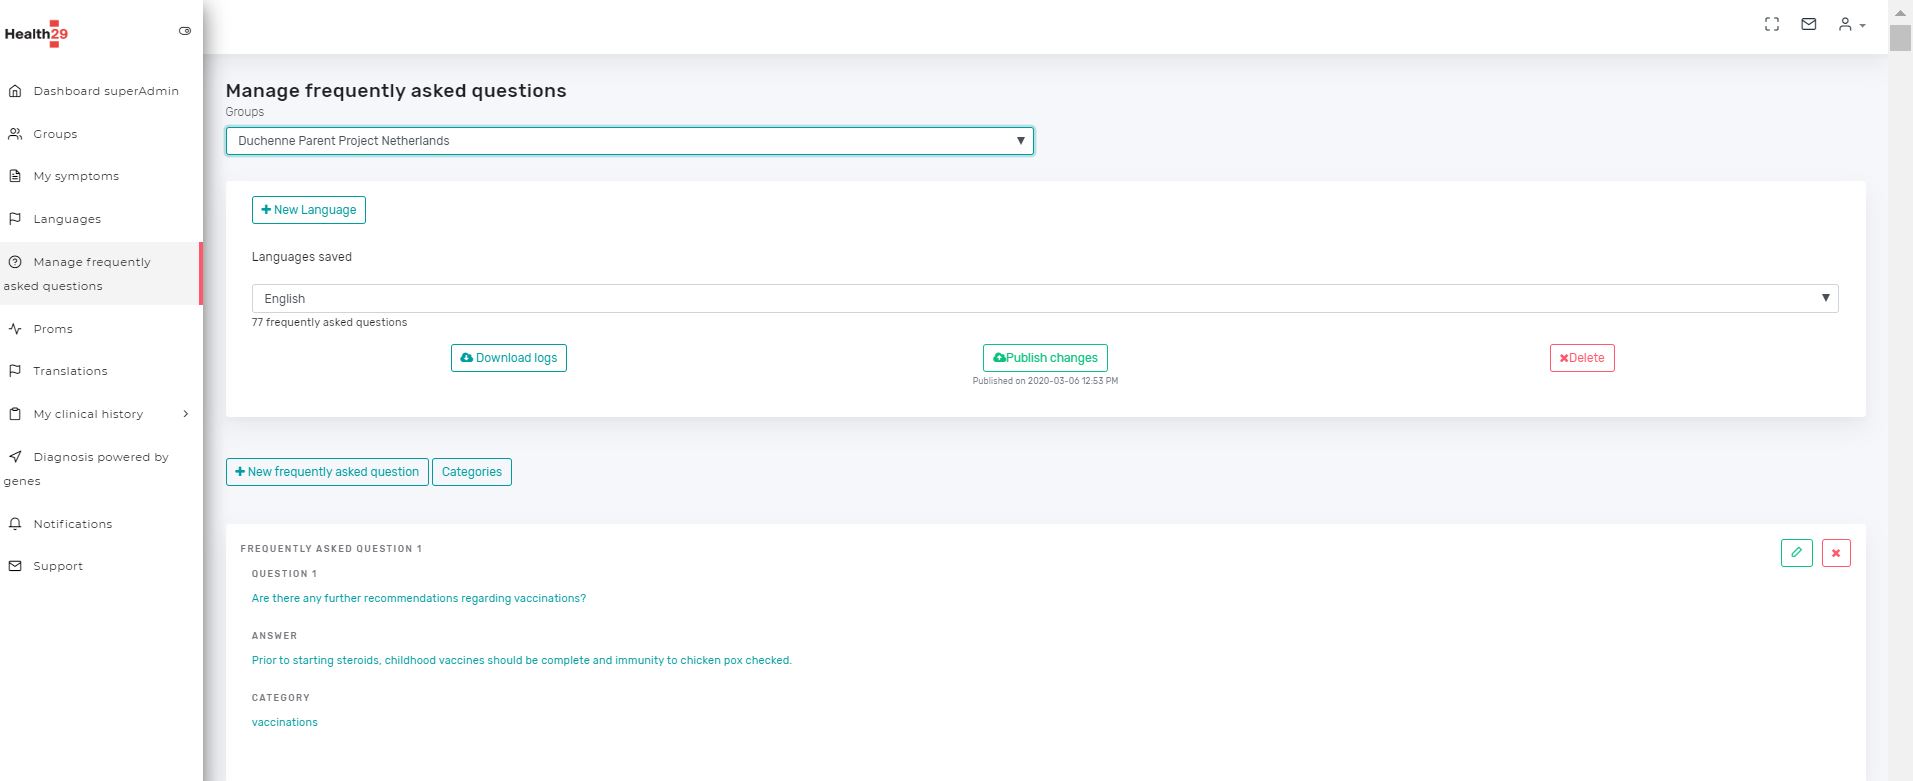 Health29
Dashboard superAdmin
Groups
My symptoms
Languages
Manage frequently
asked questions
Proms
Translations
My clinical history
Diagnosis powered by
genes
Notifications
Support
Manage frequently asked questions
Groups
Duchenne Parent Project Netherlands
New Language
Languages saved
English
77 frequently asked questions
Download logs
Publish changes
Delete
Published on 2020-03-06 12:53 PM
New frequently asked question
Categories
FREQUENTLY ASKED QUESTION 1
QUESTION 1
Are there any further recommendations regarding vaccinations?
ANSWER
Prior to starting steroids, childhood vaccines should be complete and immunity to chicken pox checked.
CATEGORY
vaccinations